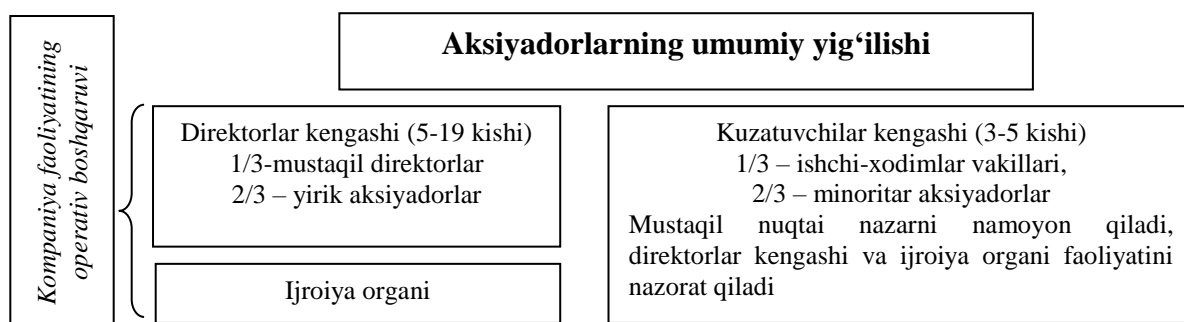 Kompaniya faoliyatining
operativ boshqaruvi
Aksiyadorlarning umumiy yig‘ilishi
Direktorlar kengashi (5-19 kishi)
1/3-mustaqil direktorlar
2/3 – yirik aksiyadorlar
Ijroiya organi
Kuzatuvchilar kengashi (3-5 kishi)
1/3 – ishchi-xodimlar vakillari,
2/3 – minoritar aksiyadorlar
Mustaqil nuqtai nazarni namoyon qiladi,
direktorlar kengashi va ijroiya organi faoliyatini
nazorat qiladi